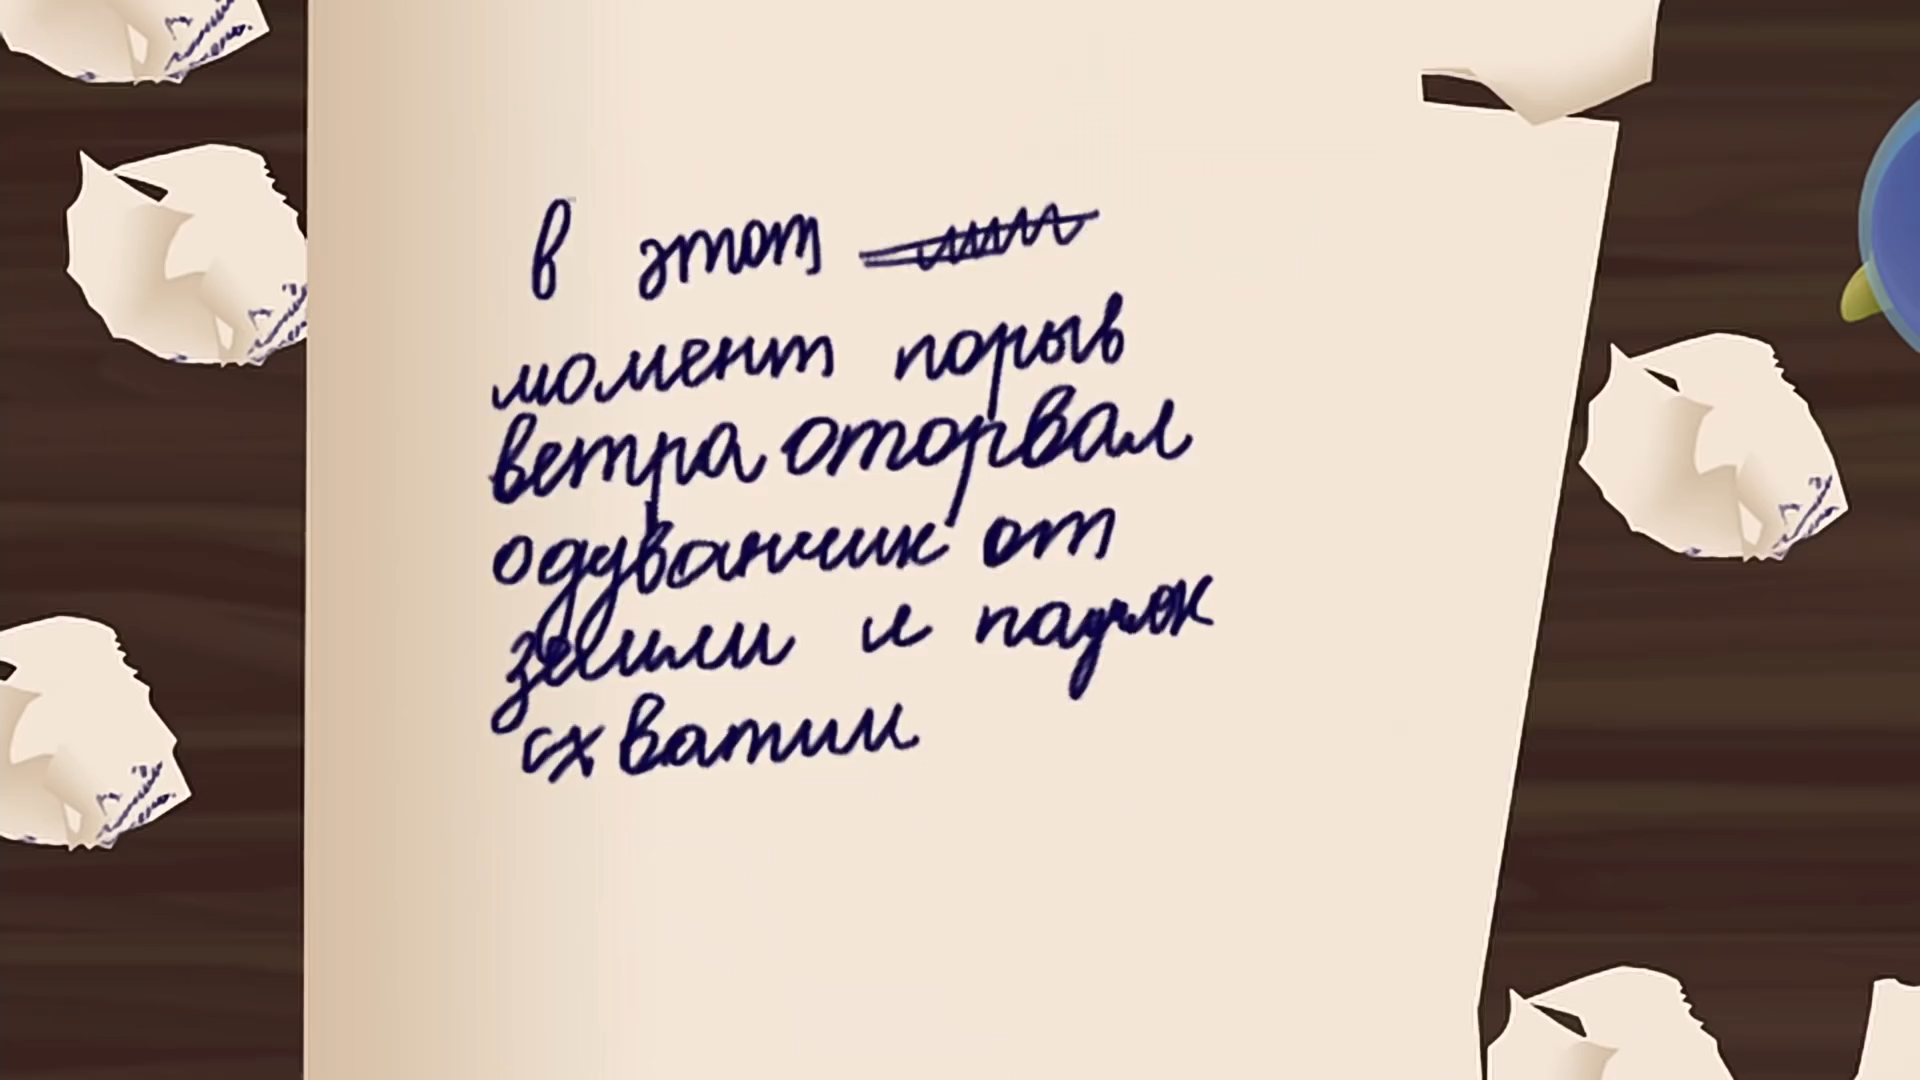 в этот
момент порыв
ветра оторвал
одуванчик от
земли и паучок
схватил